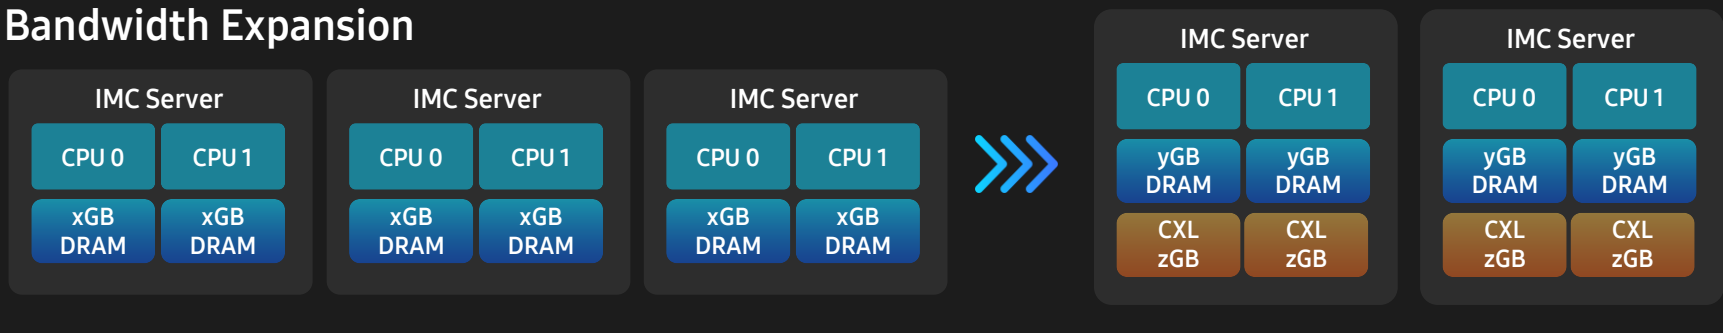 Bandwidth Expansion
IMC Server
CPU 0
CPU 1
xGB
DRAM
xGB
DRAM
IMC Server
CPU 0
CPU 1
xGB
DRAM
xGB
DRAM
IMC Server
CPU 0
CPU 1
xGB
DRAM
xGB
DRAM
IMC Server
CPU 0
CPU 1
yGB
DRAM
yGB
DRAM
CXL
zGB
CXL
zGB
IMC Server
CPU 0
CPU 1
yGB
DRAM
yGB
DRAM
CXL
zGB
CXL
zGB